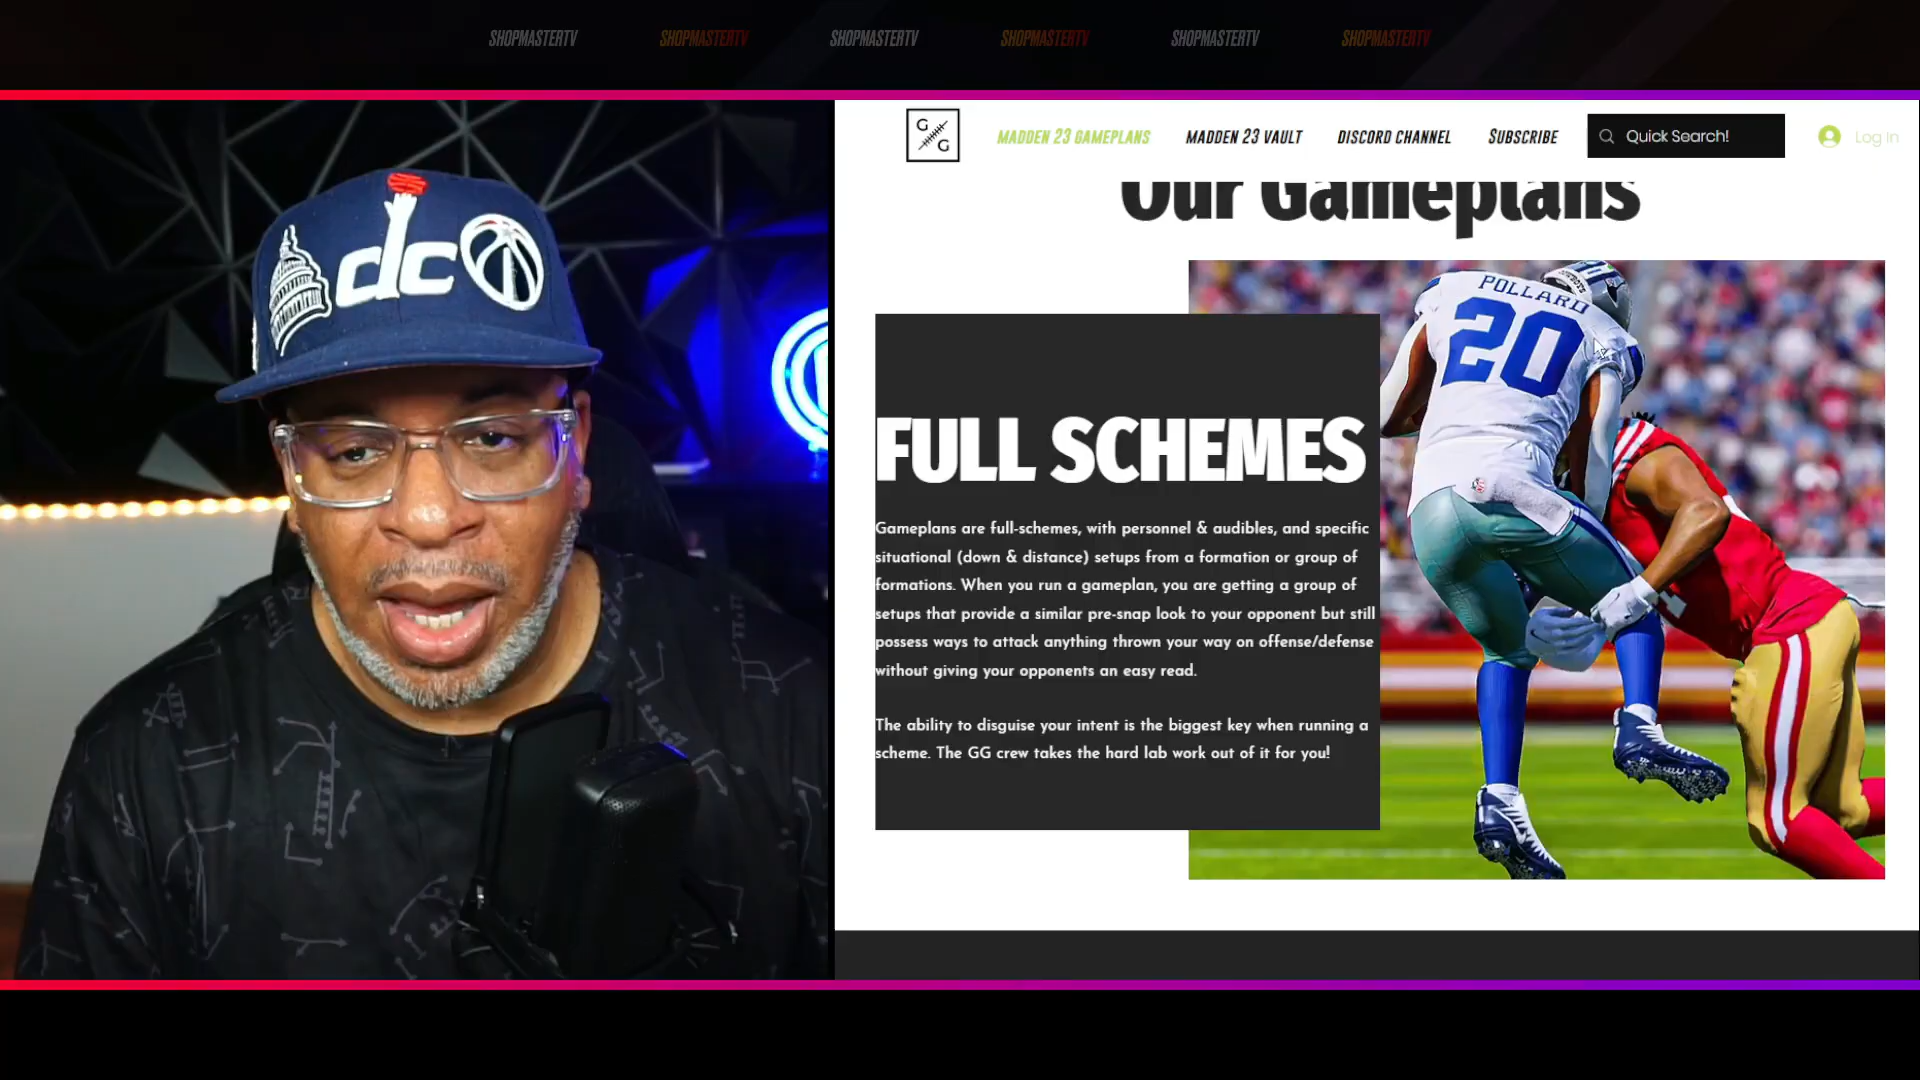 SHOPMASTERTV SHOPMASTERTV SHOPMASTERTV SHOPMASTERTV SHOPMASTERTV SHOPMASTERTV
dc
G G
MADDEN 23 GAMEPLANS MADDEN 23 VAULT DISCORD CHANNEL SUBSCRIBE Quick Search! Log In
Our Gameplans
POLLARD
20
FULL SCHEMES
Gameplans are full-schemes, with personnel & audibles, and specific
situational (down & distance) setups from a formation or group of
formations. When you run a gameplan, you are getting a group of
setups that provide a similar pre-snap look to your opponent but still
possess ways to attack anything thrown your way on offense/defense
without giving your opponents an easy read.
The ability to disguise your intent is the biggest key when running a
scheme. The GG crew takes the hard lab work out of it for you!